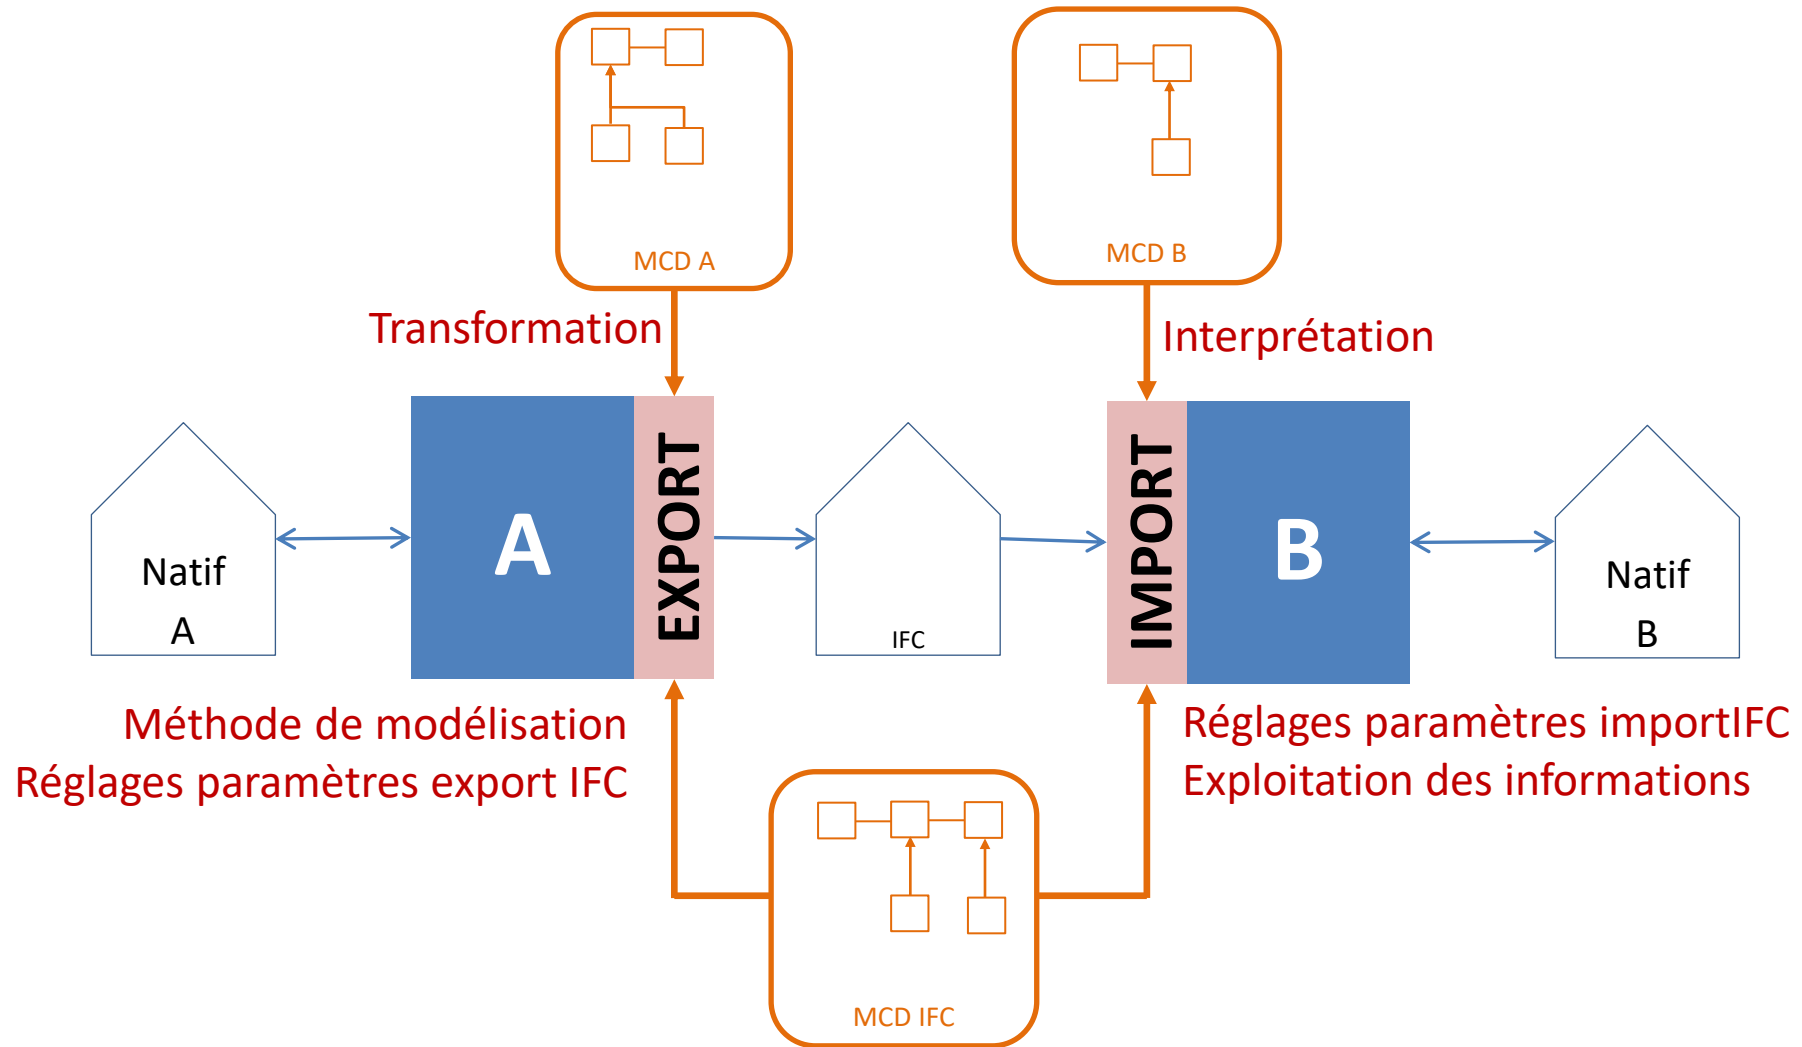 MCD A
MCD B
Transformation
Interprétation
Natif
A
A
EXPORT
IFC
IMPORT
B
Natif
B
Méthode de modélisation
Réglages paramètres export IFC
Réglages paramètres importIFC
Exploitation des informations
MCD IFC